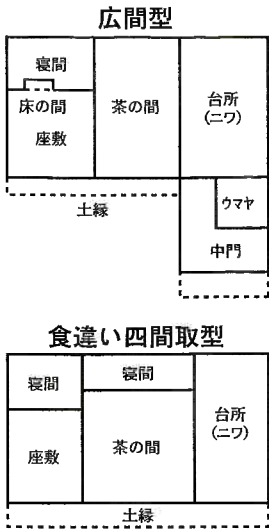 広間型
寝間
床の間
座敷
茶の間
台所
(ニワ)
土縁
ウマヤ
中門
食違い四間取型
寝間
座敷
寝間
茶の間
台所
(ニワ)
土縁